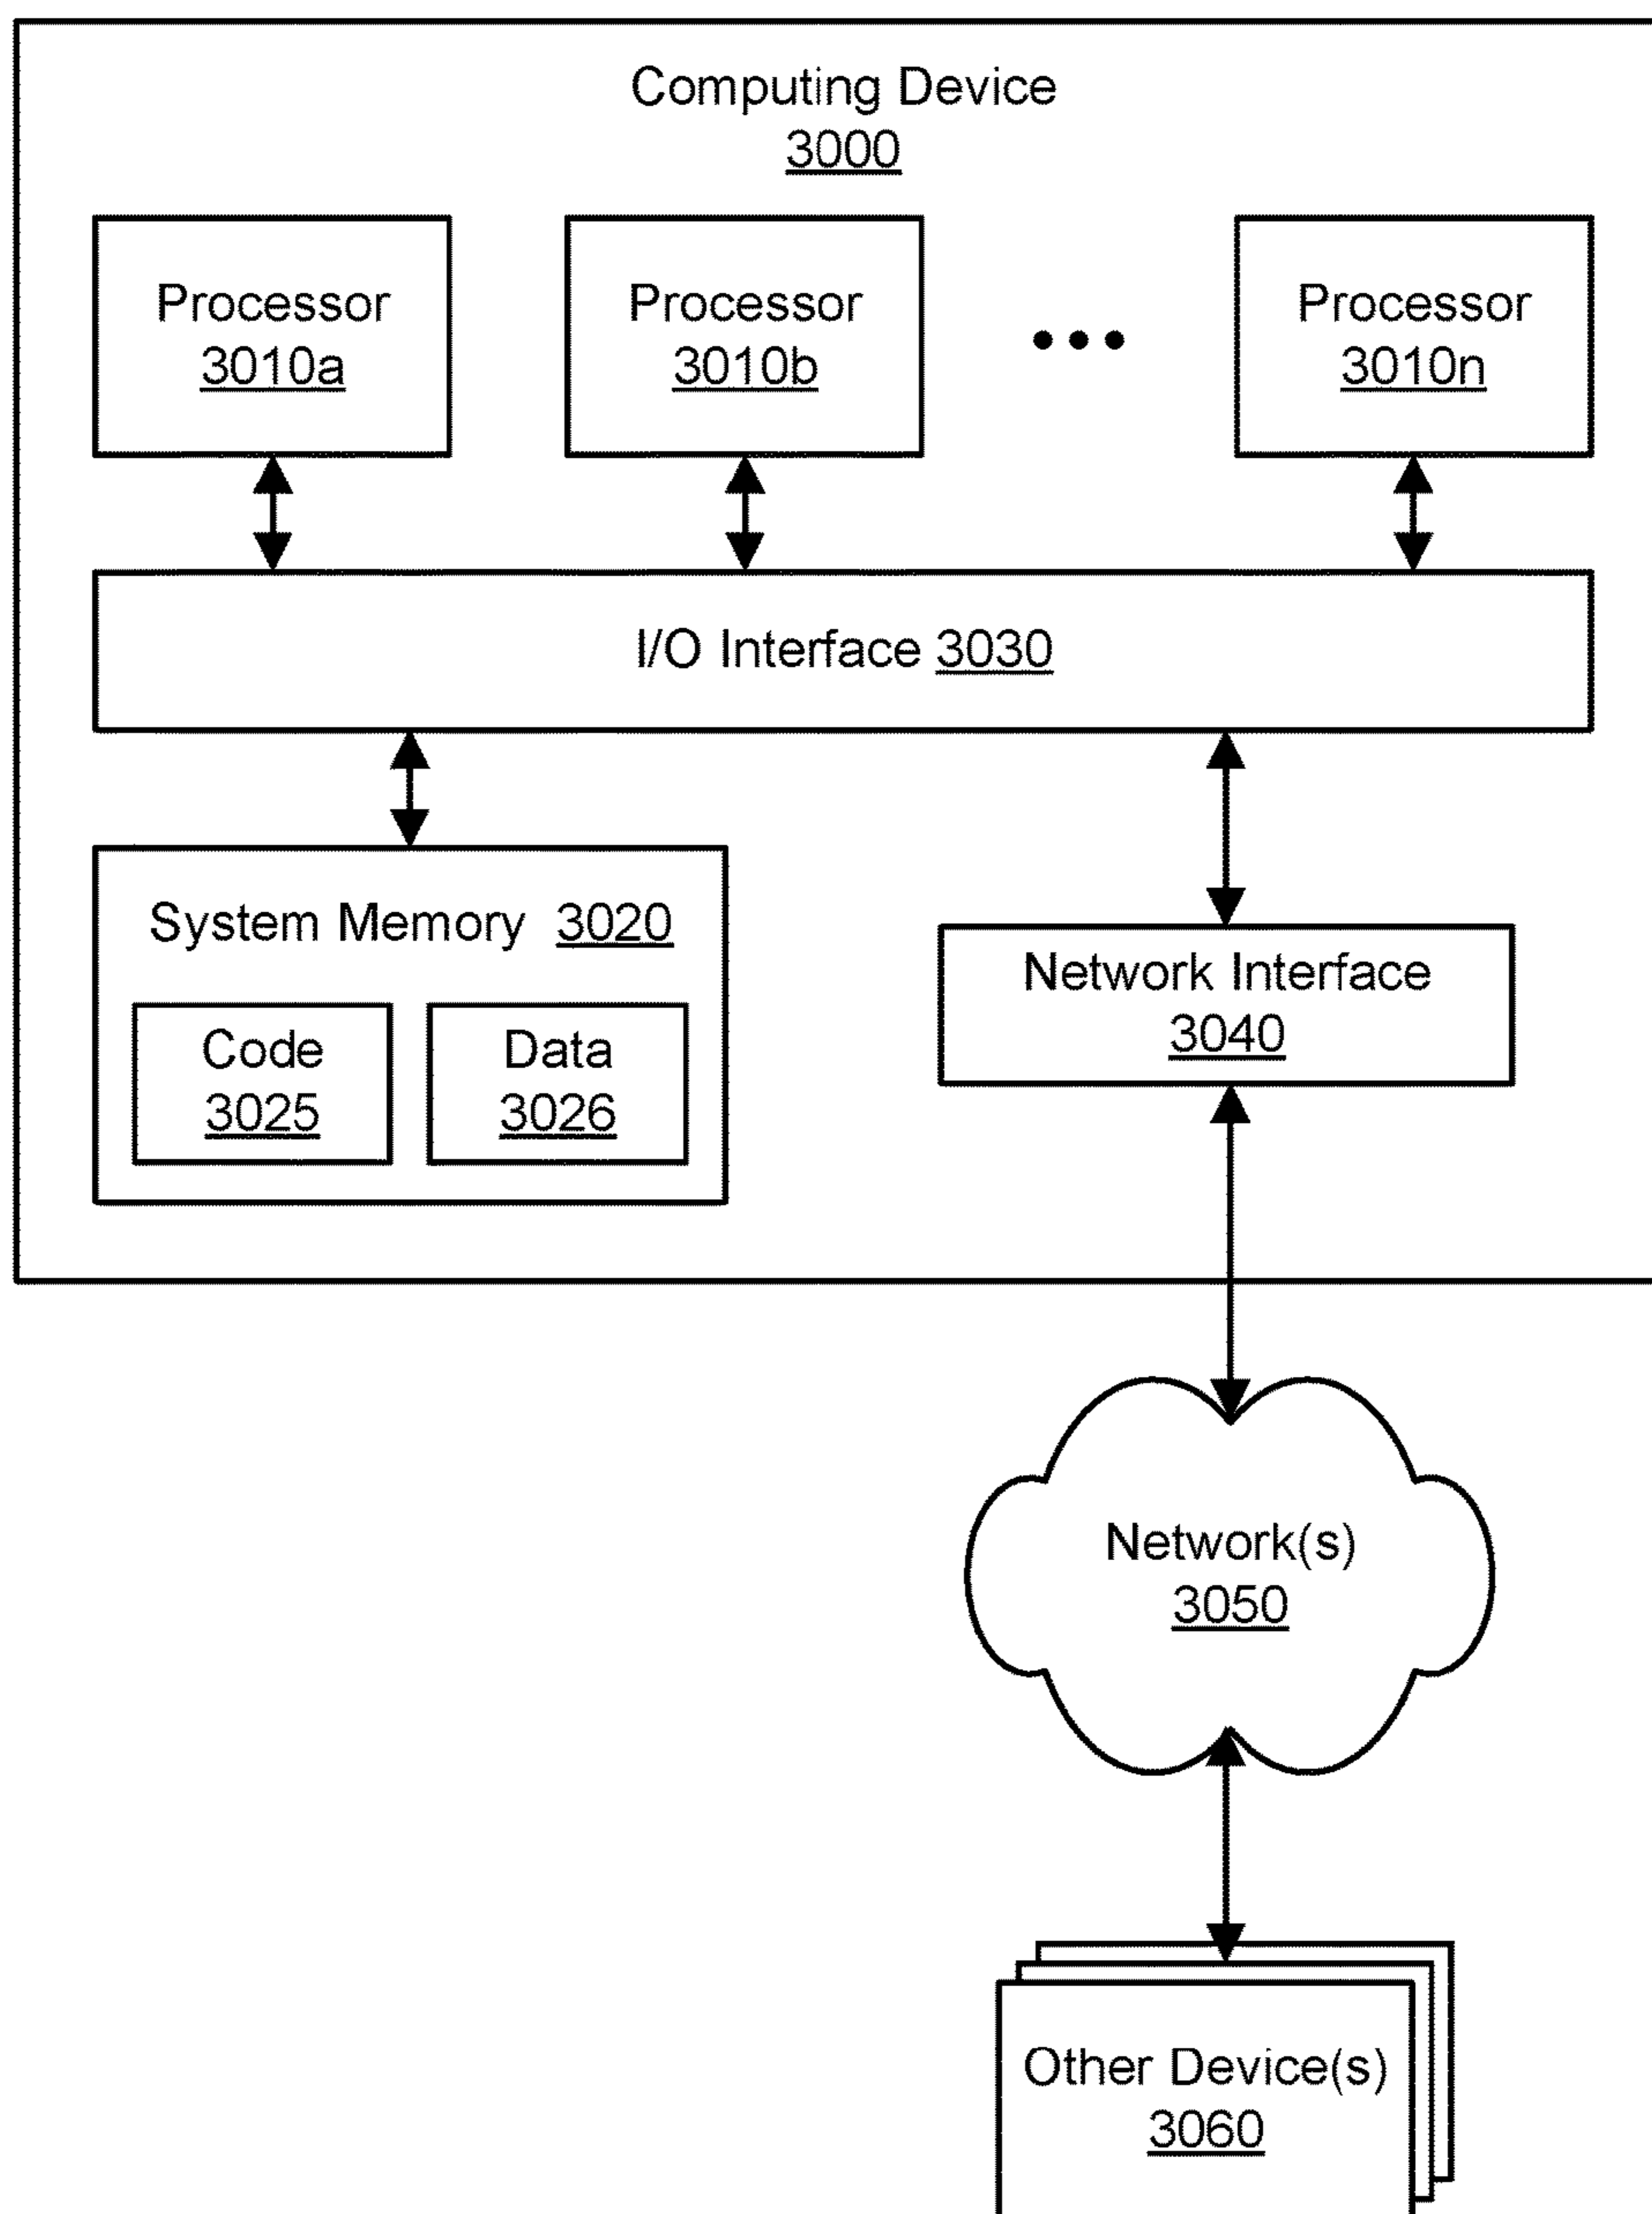 Computing Device
3000
Processor
3010a
Processor
3010b
Processor
3010n
I/O Interface 3030
System Memory 3020
Code
3025
Data
3026
Network Interface
3040
Network(s)
3050
Other Device(s)
3060